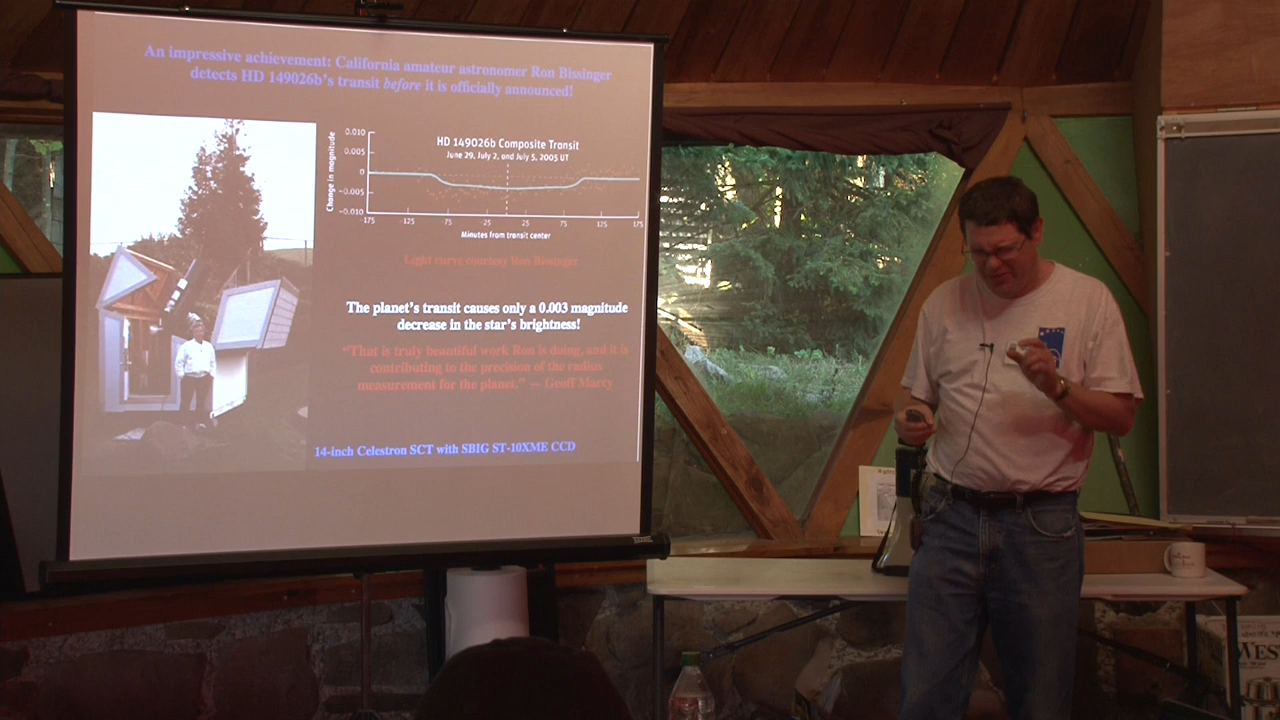 An impressive achievement: California amateur astronomer Ron Bissinger
detects HD 149026b's transit before it is officially announced!
HD 149026b Composite Transit
June 29, July 2, and July 5, 2005 UT
Change in magnitude
0.010
0.005
0
-0.005
-0.010
-175 -125 -75 -25 25 75 125 175
Minutes from transit center
Light curve courtesy Ron Bissinger
The planet's transit causes only a 0.003 magnitude
decrease in the star's brightness!
"That is truly beautiful work Ron is doing, and it is
contributing to the precision of the radius
measurement for the planet." — Geoff Marcy
14-inch Celestron SCT with SBIG ST-10XME CCD